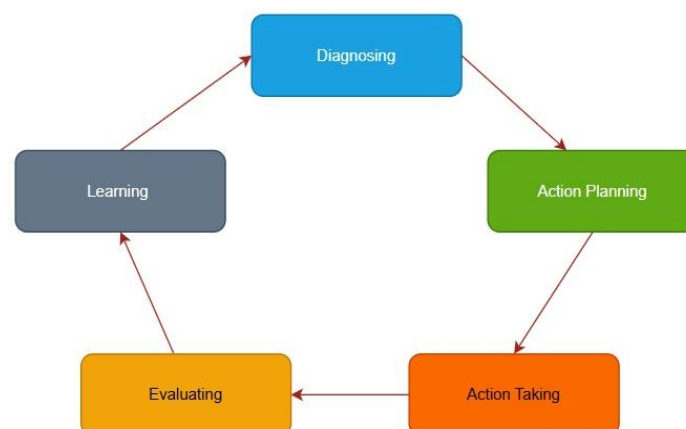 Diagnosing
Action Planning
Action Taking
Evaluating
Learning